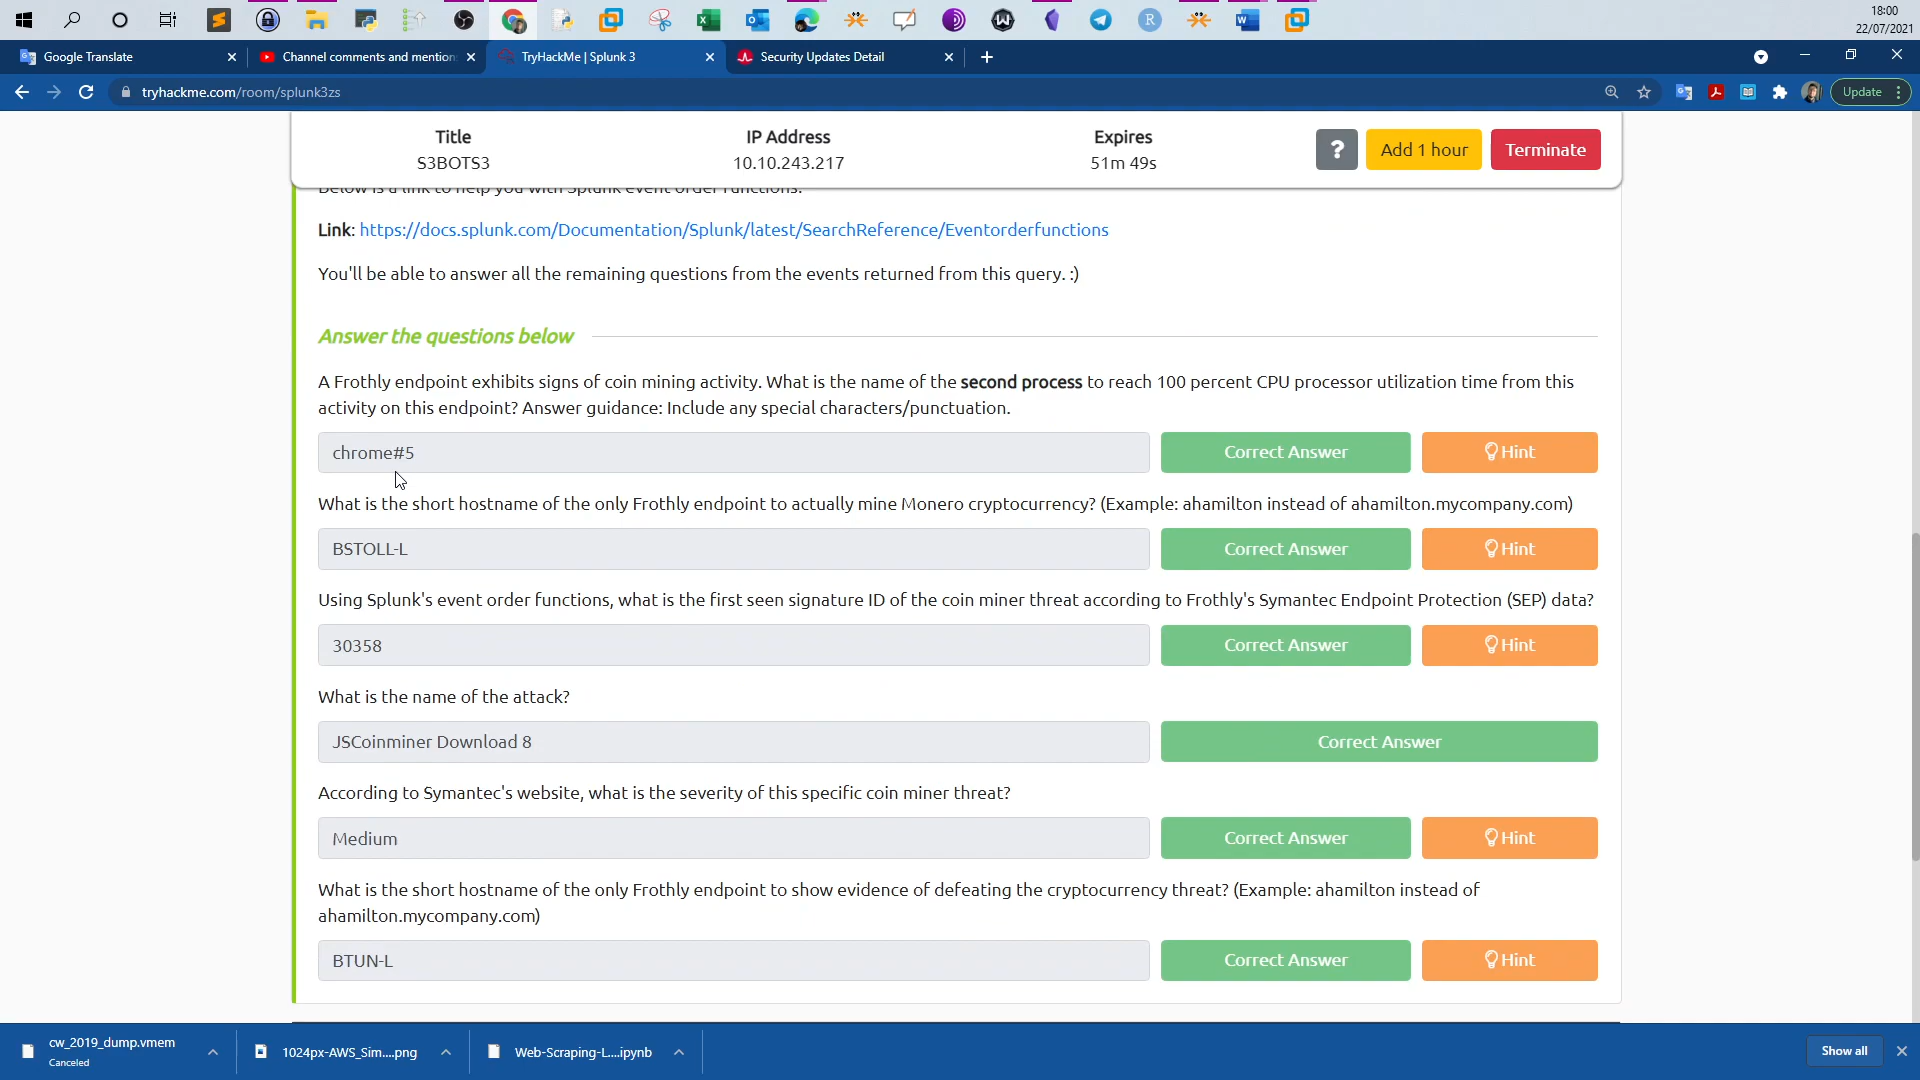 18:00
22/07/2021
Google Translate
Channel comments and mention
TryHackMe | Splunk 3
Security Updates Detail
tryhackme.com/room/splunk3zs
Update
Title
IP Address
Expires
S3BOTS3
10.10.243.217
51m 49s
?
Add 1 hour
Terminate
Below is a link to help you with Splunk event order functions.
Link: https://docs.splunk.com/Documentation/Splunk/latest/SearchReference/Eventorderfunctions
You'll be able to answer all the remaining questions from the events returned from this query. :)
Answer the questions below
A Frothly endpoint exhibits signs of coin mining activity. What is the name of the second process to reach 100 percent CPU processor utilization time from this
activity on this endpoint? Answer guidance: Include any special characters/punctuation.
chrome#5
Correct Answer
Hint
What is the short hostname of the only Frothly endpoint to actually mine Monero cryptocurrency? (Example: ahamilton instead of ahamilton.mycompany.com)
BSTOLL-L
Correct Answer
Hint
Using Splunk's event order functions, what is the first seen signature ID of the coin miner threat according to Frothly's Symantec Endpoint Protection (SEP) data?
30358
Correct Answer
Hint
What is the name of the attack?
JSCoinminer Download 8
Correct Answer
According to Symantec's website, what is the severity of this specific coin miner threat?
Medium
Correct Answer
Hint
What is the short hostname of the only Frothly endpoint to show evidence of defeating the cryptocurrency threat? (Example: ahamilton instead of
ahamilton.mycompany.com)
BTUN-L
Correct Answer
Hint
cw_2019_dump.vmem
Canceled
1024px-AWS_Sim....png
Web-Scraping-L....ipynb
Show all